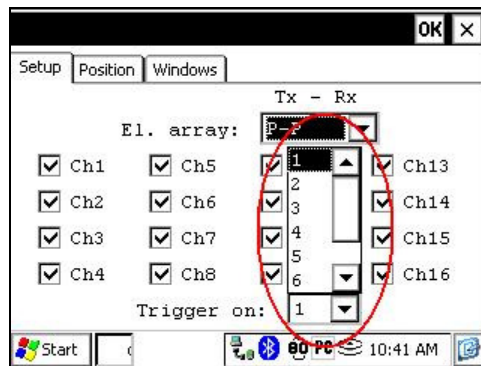 OK ×
Setup Position Windows
Tx - Rx
El. array: P-P
Ch1 Ch5 1 Ch13
Ch2 Ch6 2 3 Ch14
Ch3 Ch7 4 Ch15
Ch4 Ch8 5 6 Ch16
Trigger on: 1
Start PC 10:41 AM